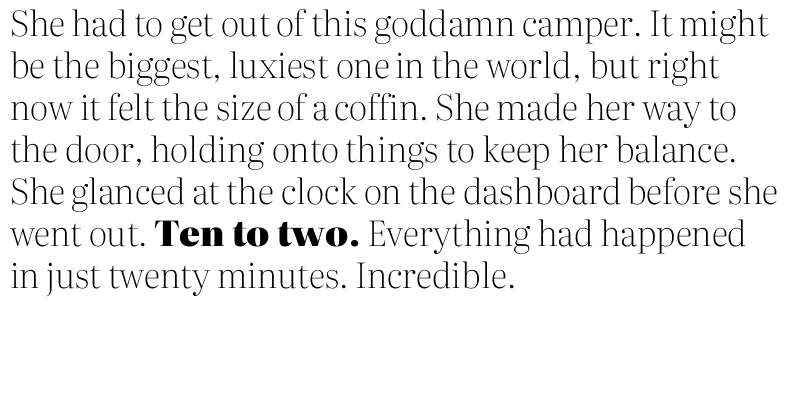 She had to get out of this goddamn camper. It might
be the biggest, luxiest one in the world, but right
now it felt the size of a coffin. She made her way to
the door, holding onto things to keep her balance.
She glanced at the clock on the dashboard before she
went out. Ten to two. Everything had happened
in just twenty minutes. Incredible.